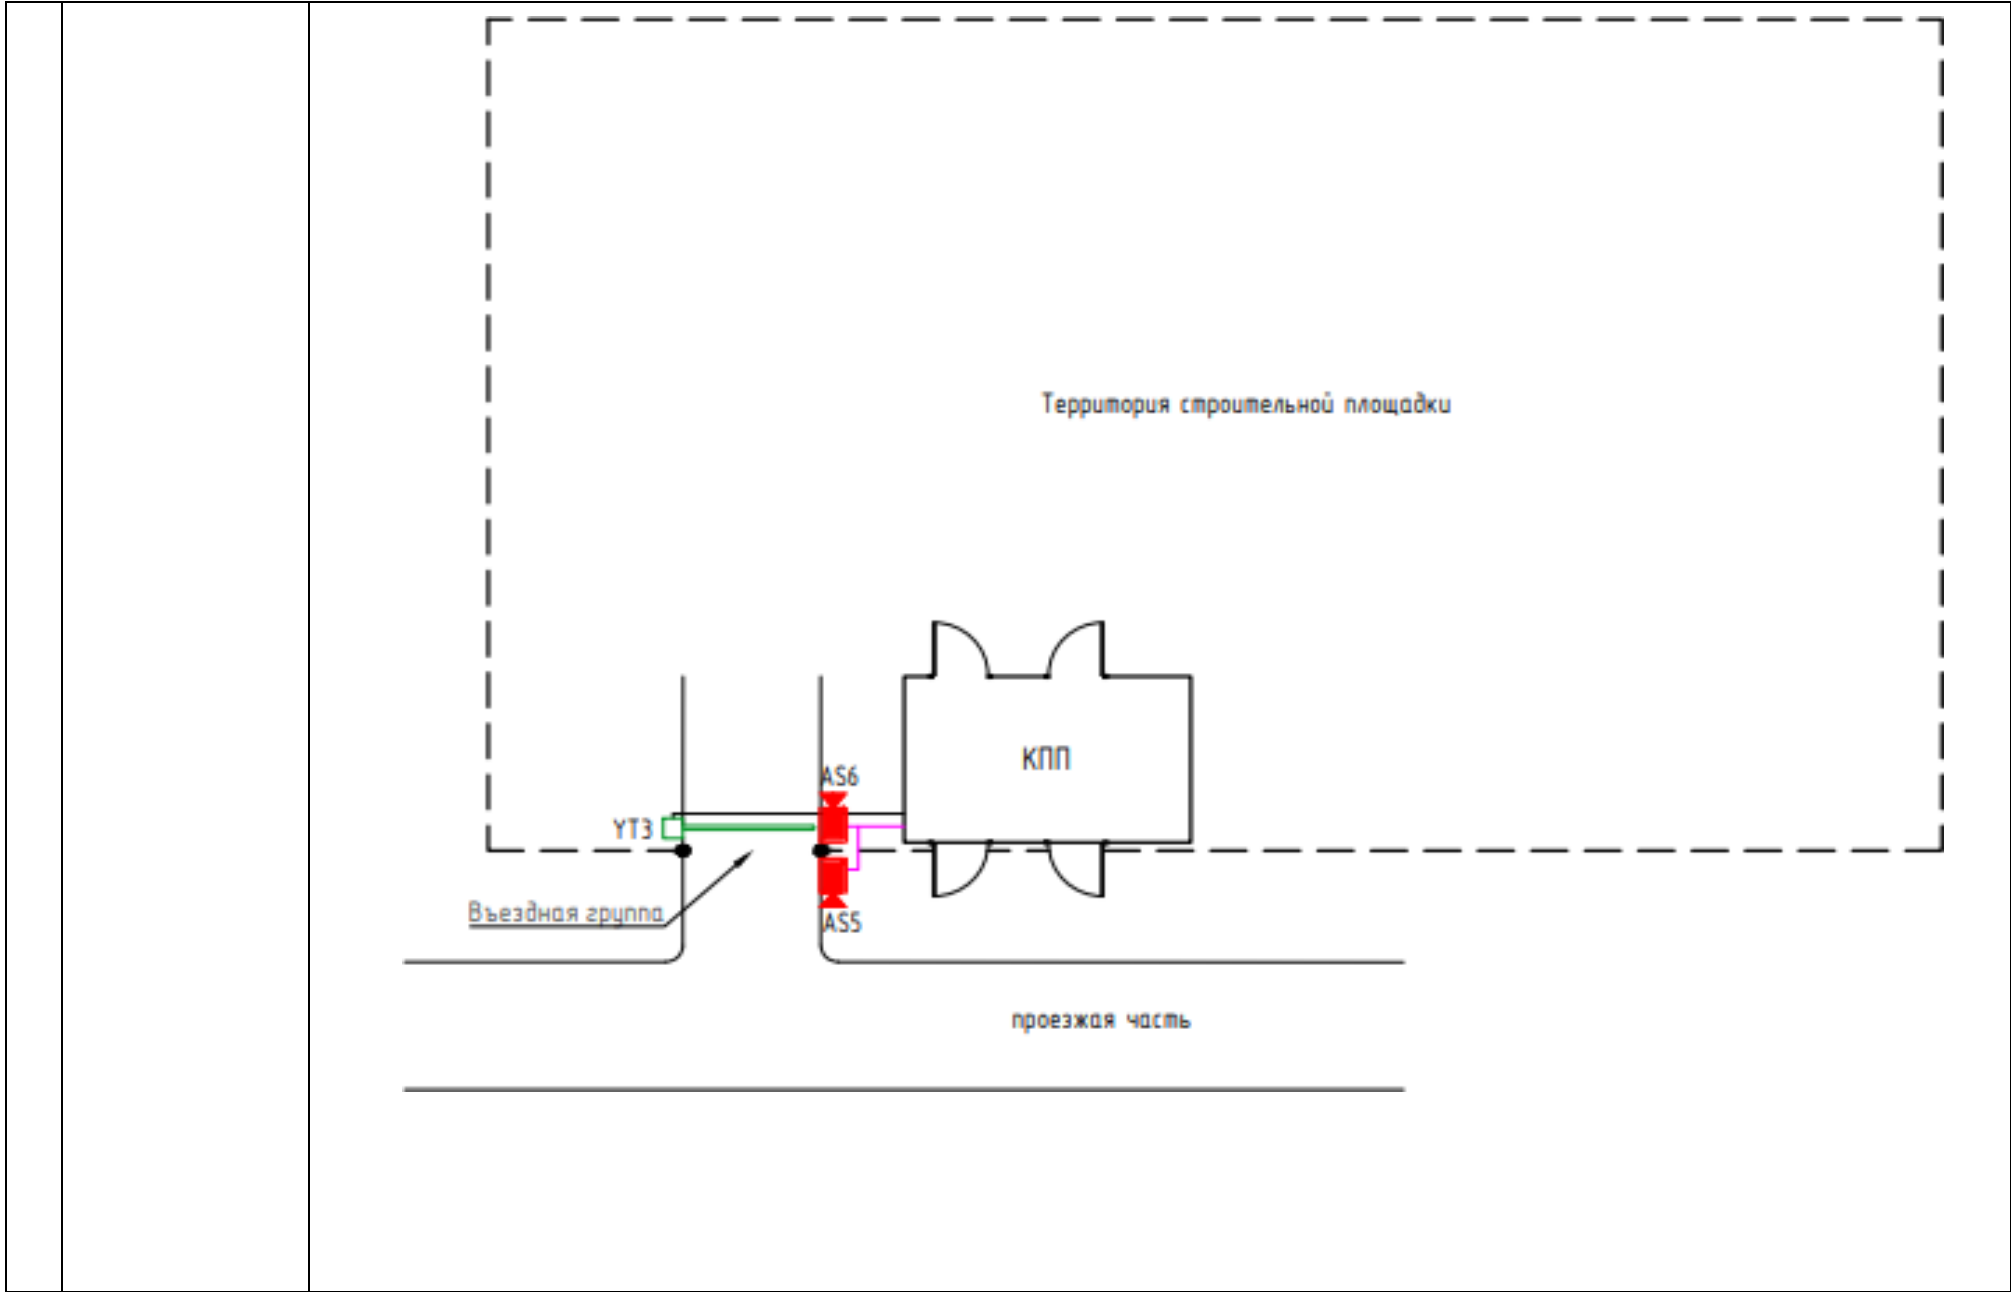 Территория строительной площадки
КПП
AS6
YT3
Въездная группа
AS5
проезжая часть